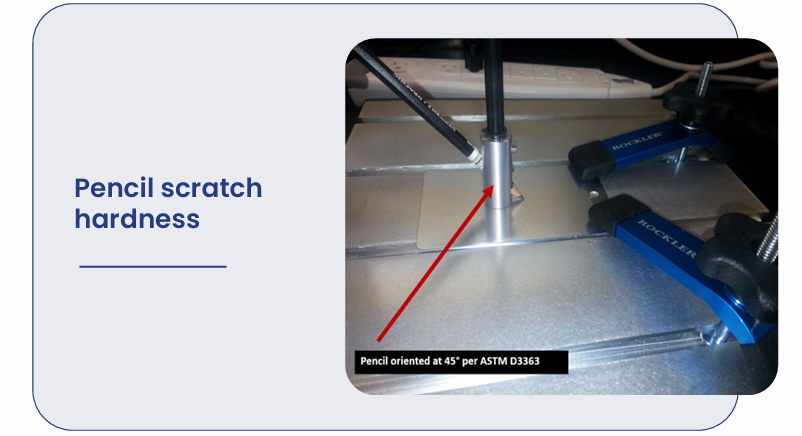 Pencil scratch
hardness
ROCKLER
ROCKLER
Pencil oriented at 45° per ASTM D3363